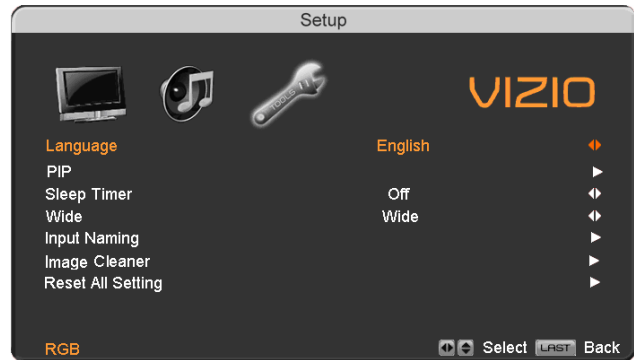 Setup
TOOLS
VIZIO
Language English
PIP
Sleep Timer Off
Wide Wide
Input Naming
Image Cleaner
Reset All Setting
RGB Select LAST Back